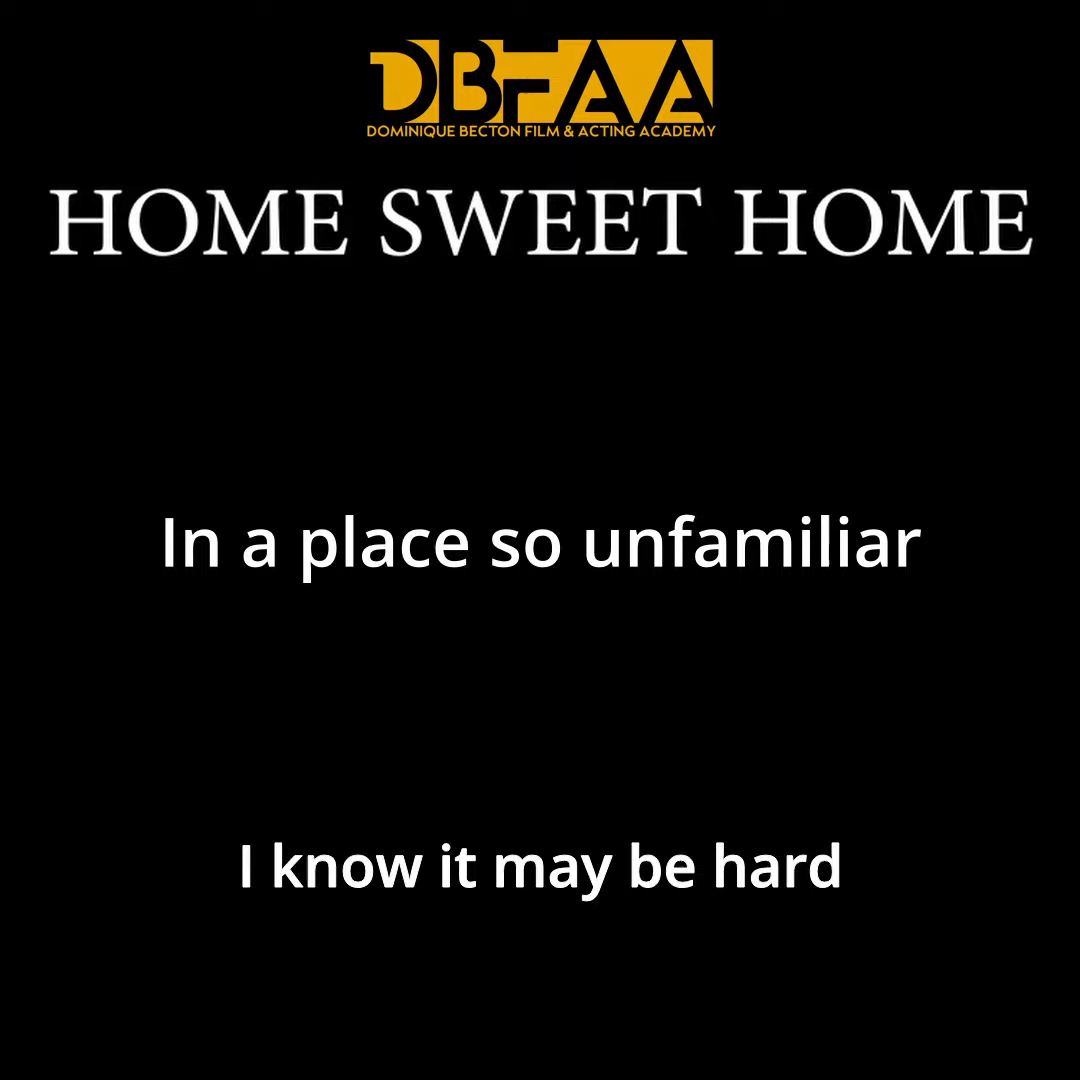 DBFAA
DOMINIQUE BECTON FILM & ACTING ACADEMY
HOME SWEET HOME
In a place so unfamiliar
I know it may be hard